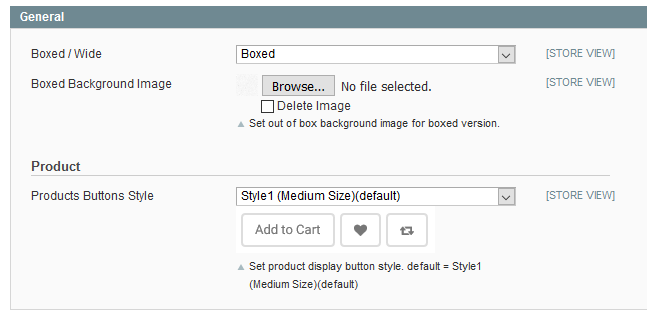 General
Boxed / Wide
Boxed
[STORE VIEW]
Boxed Background Image
Browse... No file selected.
[STORE VIEW]
Delete Image
Set out of box background image for boxed version.
Product
Products Buttons Style
Style1 (Medium Size)(default)
[STORE VIEW]
Add to Cart
Set product display button style. default = Style1
(Medium Size)(default)